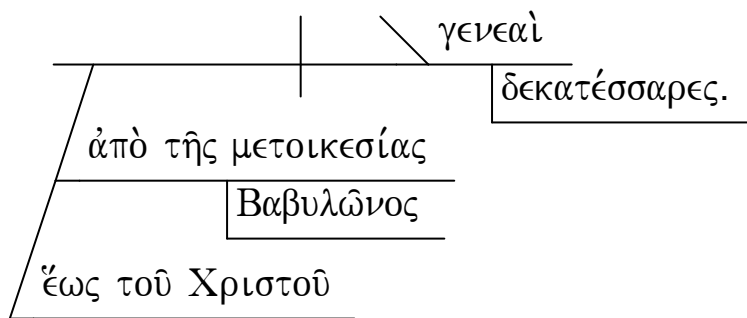 γενεαὶ
δεκατέσσαρες.
ἀπὸ τῆς μετοικεσίας
Βαβυλῶνος
ἕως τοῦ Χριστοῦ